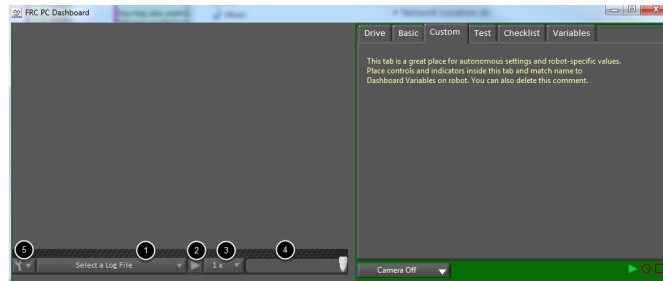 FRC PC Dashboard
Drive Basic Custom Test Checklist Variables
This tab is a great place for autonomous settings and robot-specific values.
Place controls and indicators inside this tab and match name to
Dashboard Variables on robot. You can also delete this comment.
5 1 2 3 4
Select a Log File 1 x
Camera Off